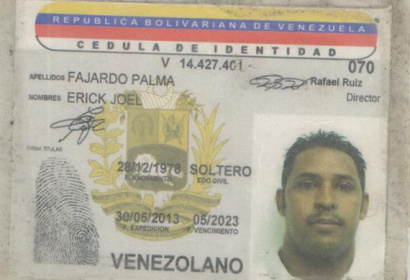 REPUBLICA BOLIVARIANA DE VENEZUELA
CEDULA DE IDENTIDAD
V 14.427.401 070
APELLIDOS FAJARDO PALMA Rafael Ruiz
NOMBRES ERICK JOEL Director
FIRMA TITULAR
28/12/1978 SOLTERO
F. NACIMIENTO EDO CIVIL
30/05/2013 05/2023
F. EXPEDICION F. VENCIMIENTO
VENEZOLANO